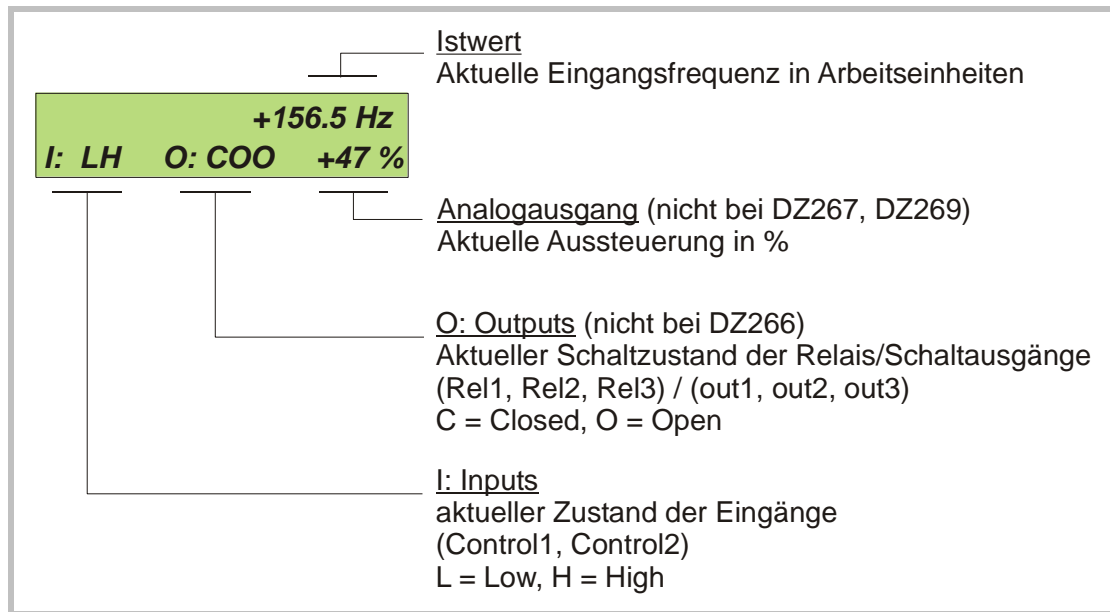 Istwert
Aktuelle Eingangsfrequenz in Arbeitseinheiten
+156.5 Hz
I: LH O: COO +47 %
Analogausgang (nicht bei DZ267, DZ269)
Aktuelle Aussteuerung in %
O: Outputs (nicht bei DZ266)
Aktueller Schaltzustand der Relais/Schaltausgänge
(Rel1, Rel2, Rel3) / (out1, out2, out3)
C = Closed, O = Open
I: Inputs
aktueller Zustand der Eingänge
(Control1, Control2)
L = Low, H = High